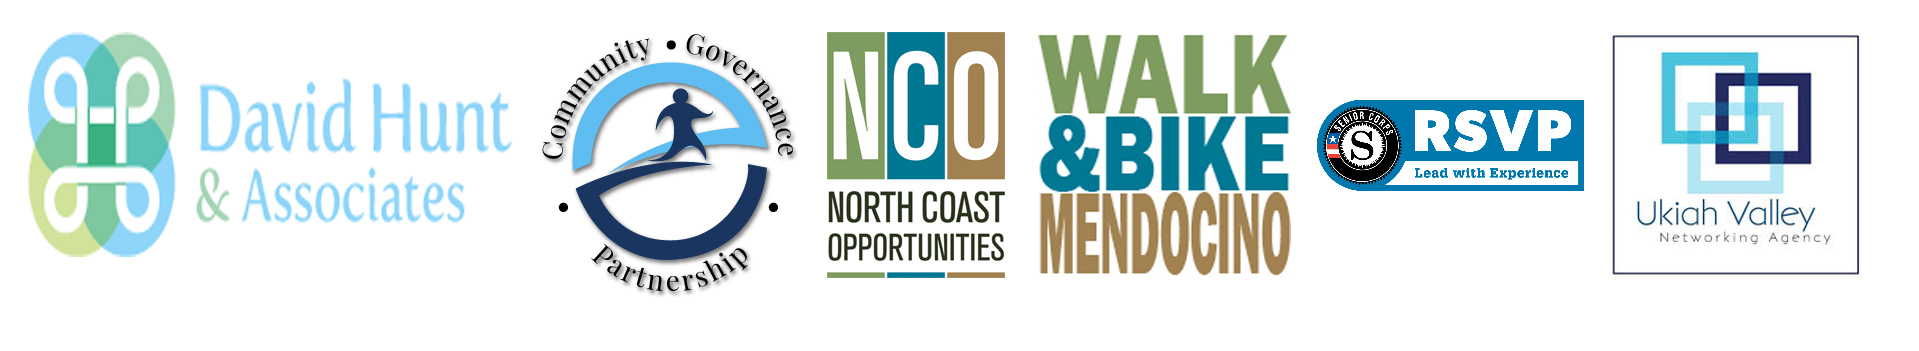 David Hunt
& Associates
Community • Governance
• Partnership •
NCO
NORTH COAST
OPPORTUNITIES
WALK
&BIKE
MENDOCINO
SENIOR CORPS
S
RSVP
Lead with Experience
Ukiah Valley
Networking Agency